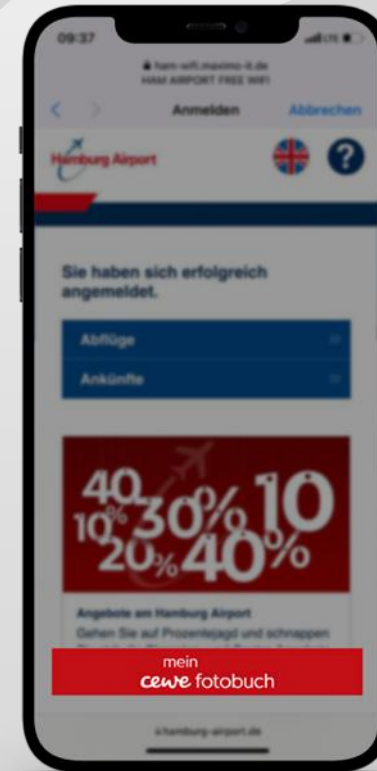 09:37
LTE
ham-wifi.maximo-it.de
HAM AIRPORT FREE WIFI
Anmelden
Abbrechen
Hamburg Airport
?
Sie haben sich erfolgreich
angemeldet.
Abflüge
Ankünfte
40 30% 10
10% 20% 40%
Angebote am Hamburg Airport
Gehen Sie auf Prozentejagd und schnappen
mein
cewe fotobuch
hamburg-airport.de